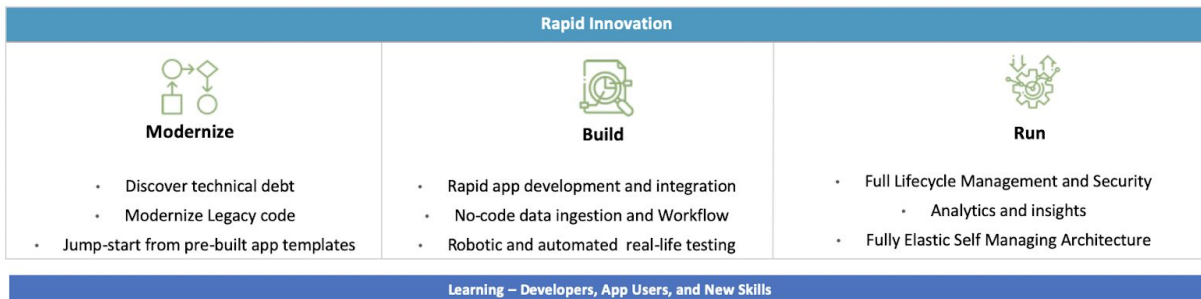 Rapid Innovation
Modernize
• Discover technical debt
• Modernize Legacy code
• Jump-start from pre-built app templates
Build
• Rapid app development and integration
• No-code data ingestion and Workflow
• Robotic and automated real-life testing
Run
• Full Lifecycle Management and Security
• Analytics and insights
• Fully Elastic Self Managing Architecture
Learning – Developers, App Users, and New Skills